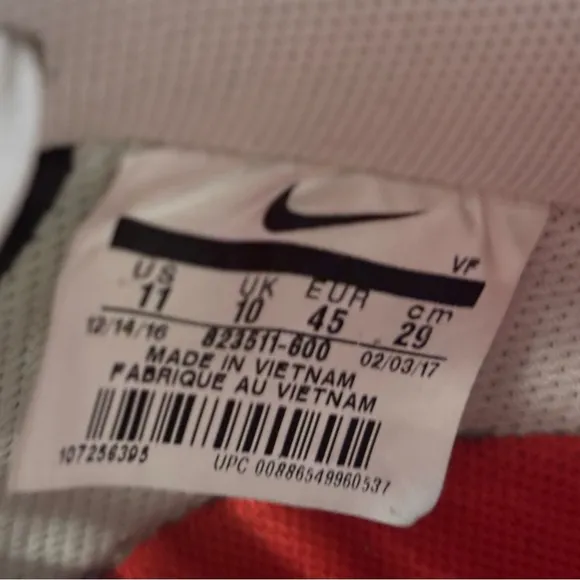 VF
US UK EUR cm
11 10 45 29
12/14/16 823511-600 02/03/17
MADE IN VIETNAM
FABRIQUE AU VIETNAM
107256395 UPC 00886549960537